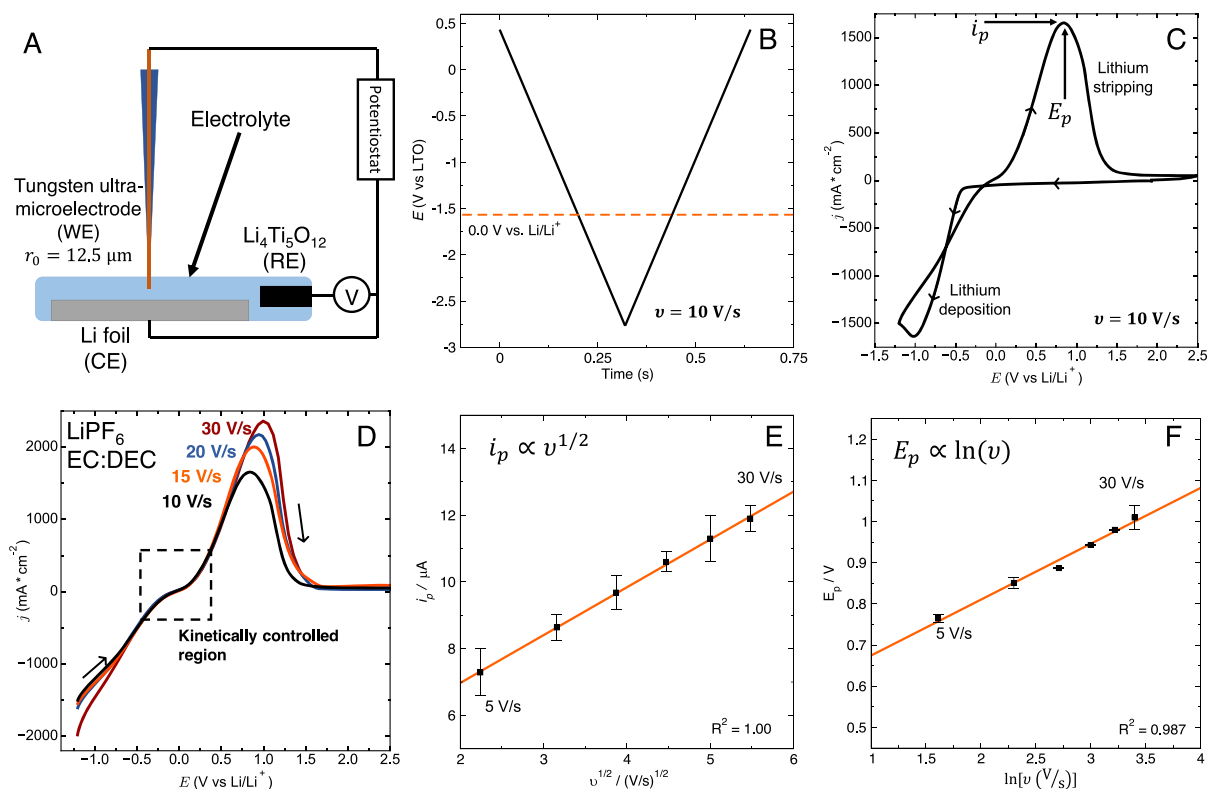 A
Potentiostat
Electrolyte
Tungsten ultra-
microelectrode
(WE)
r₀ = 12.5 µm
Li₄Ti₅O₁₂
(RE)
V
Li foil
(CE)
B
E (V vs LTO)
0.5
0
-0.5
-1
-1.5
-2
-2.5
-3
0.0 V vs. Li/Li⁺
υ = 10 V/s
0
0.25
0.5
0.75
Time (s)
C
iₚ
Eₚ
Lithium
stripping
Lithium
deposition
υ = 10 V/s
j (mA * cm⁻²)
1500
1000
500
0
-500
-1000
-1500
-1.5 -1.0 -0.5 0.0 0.5 1.0 1.5 2.0 2.5
E (V vs Li/Li⁺)
D
LiPF₆
EC:DEC
30 V/s
20 V/s
15 V/s
10 V/s
Kinetically controlled
region
j (mA * cm⁻²)
2000
1000
0
-1000
-2000
-1.0 -0.5 0.0 0.5 1.0 1.5 2.0 2.5
E (V vs Li/Li⁺)
E
iₚ ∝ υ¹/²
30 V/s
5 V/s
R² = 1.00
iₚ / µA
14
12
10
8
6
2 3 4 5 6
υ¹/² / (V/s)¹/²
F
Eₚ ∝ ln(υ)
30 V/s
5 V/s
R² = 0.987
Eₚ / V
1.2
1.1
1
0.9
0.8
0.7
0.6
0.5
1 1.5 2 2.5 3 3.5 4
ln[υ (V/s)]